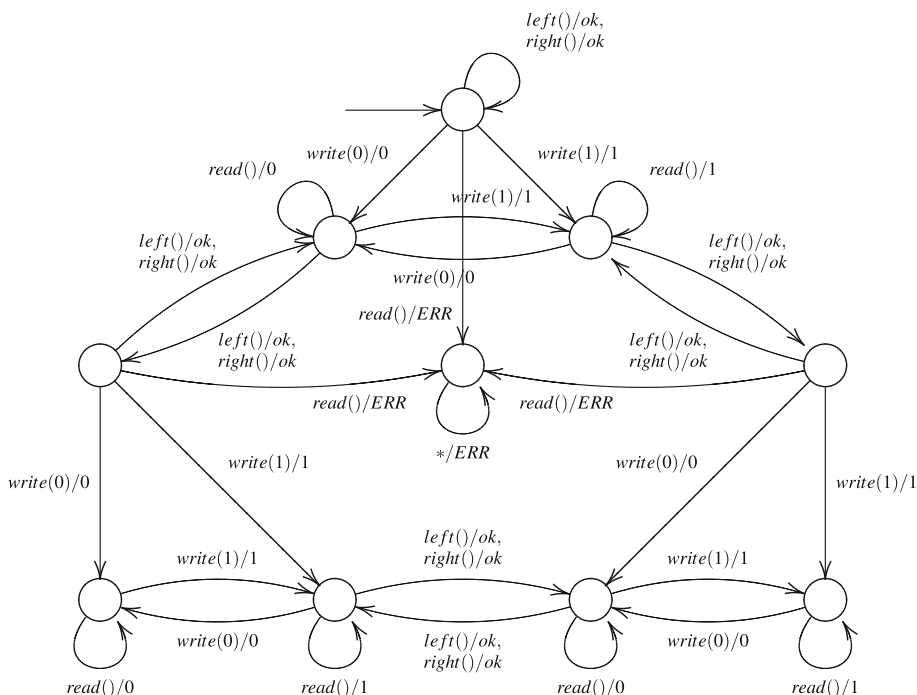 left()/ok,
right()/ok
write(0)/0
write(1)/1
read()/0
read()/1
write(1)/1
left()/ok,
right()/ok
left()/ok,
right()/ok
write(0)/0
read()/ERR
left()/ok,
right()/ok
left()/ok,
right()/ok
read()/ERR
read()/ERR
*/ERR
write(1)/1
write(0)/0
write(0)/0
write(1)/1
left()/ok,
right()/ok
write(1)/1
write(1)/1
write(0)/0
left()/ok,
right()/ok
write(0)/0
read()/0
read()/1
read()/0
read()/1